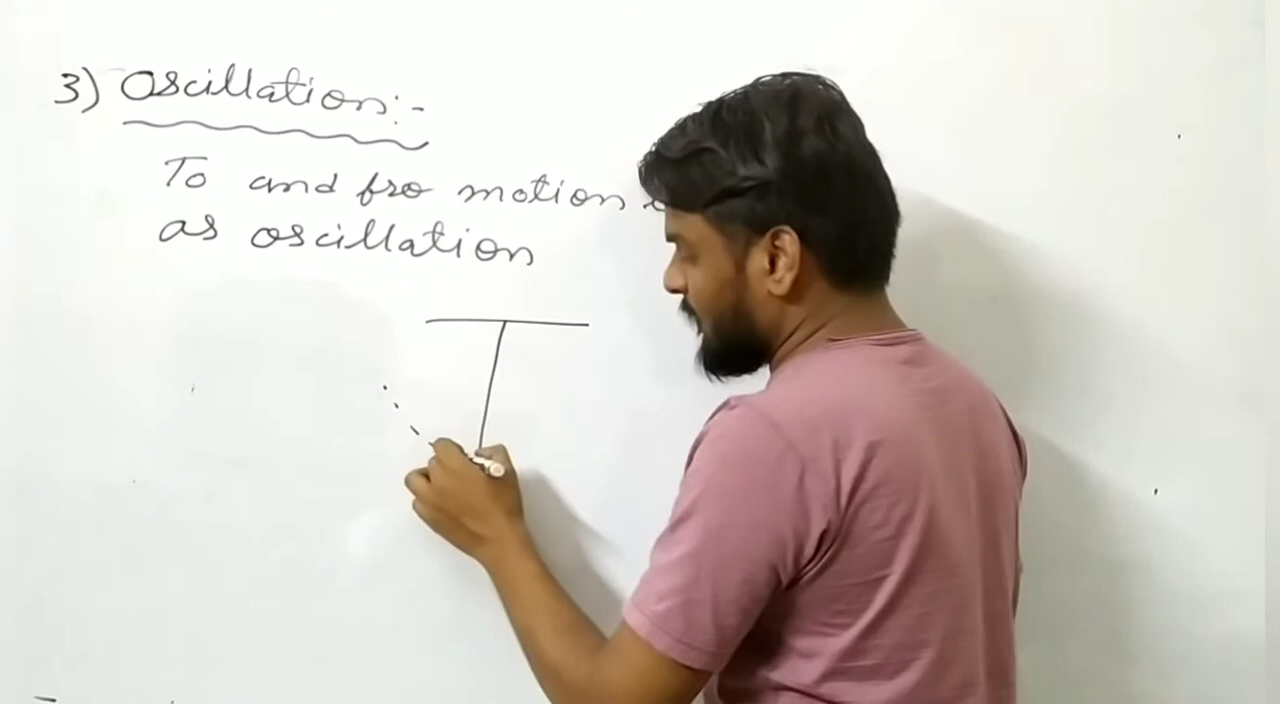 3) Oscillation:-
To and fro motion
as oscillation